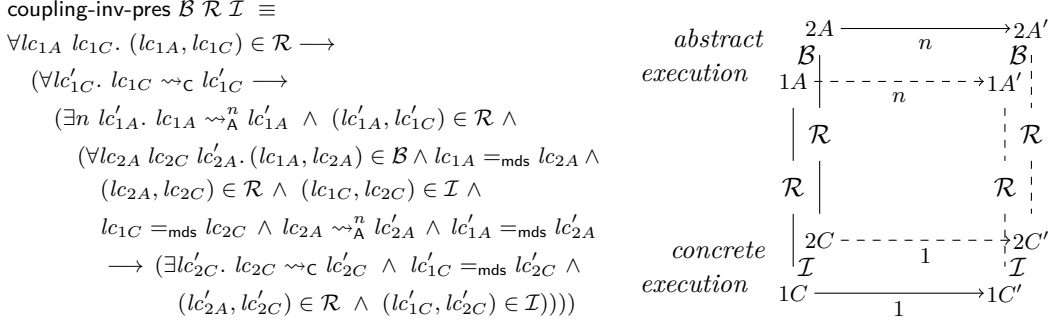 coupling-inv-pres ℬ ℛ ℐ ≡
∀lc₁A lc₁C. (lc₁A, lc₁C) ∈ ℛ ⟶
(∀lc′₁C. lc₁C ⇝C lc′₁C ⟶
(∃n lc′₁A. lc₁A ⇝ⁿA lc′₁A ∧ (lc′₁A, lc′₁C) ∈ ℛ ∧
(∀lc₂A lc₂C lc′₂A. (lc₁A, lc₂A) ∈ ℬ ∧ lc₁A =mds lc₂A ∧
(lc₂A, lc₂C) ∈ ℛ ∧ (lc₁C, lc₂C) ∈ ℐ ∧
lc₁C =mds lc₂C ∧ lc₂A ⇝ⁿA lc′₂A ∧ lc′₁A =mds lc′₂A
⟶ (∃lc′₂C. lc₂C ⇝C lc′₂C ∧ lc′₁C =mds lc′₂C ∧
(lc′₂A, lc′₂C) ∈ ℛ ∧ (lc′₁C, lc′₂C) ∈ ℐ))))
2A 2A′
n
abstract
ℬ ℬ
execution
1A 1A′
n
ℛ ℛ
ℛ ℛ
2C 2C′
1
concrete
ℐ ℐ
execution
1C 1C′
1